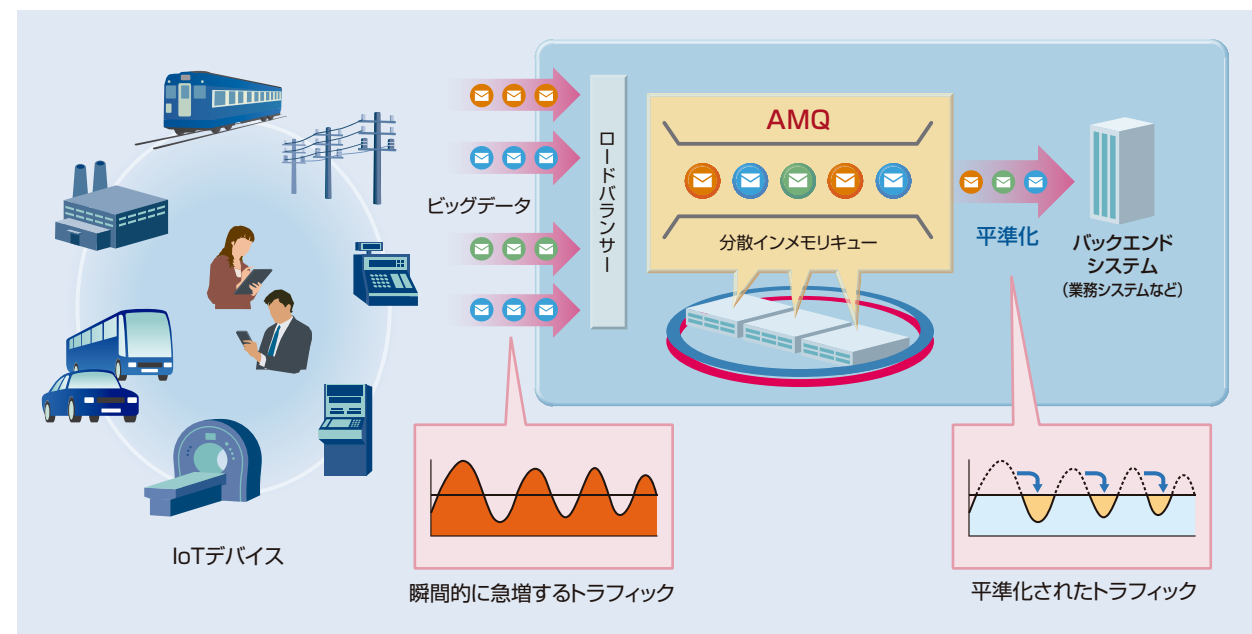 IoTデバイス
ビッグデータ
ロードバランサー
AMQ
分散インメモリキュー
平準化
バックエンド
システム
（業務システムなど）
瞬間的に急増するトラフィック
平準化されたトラフィック